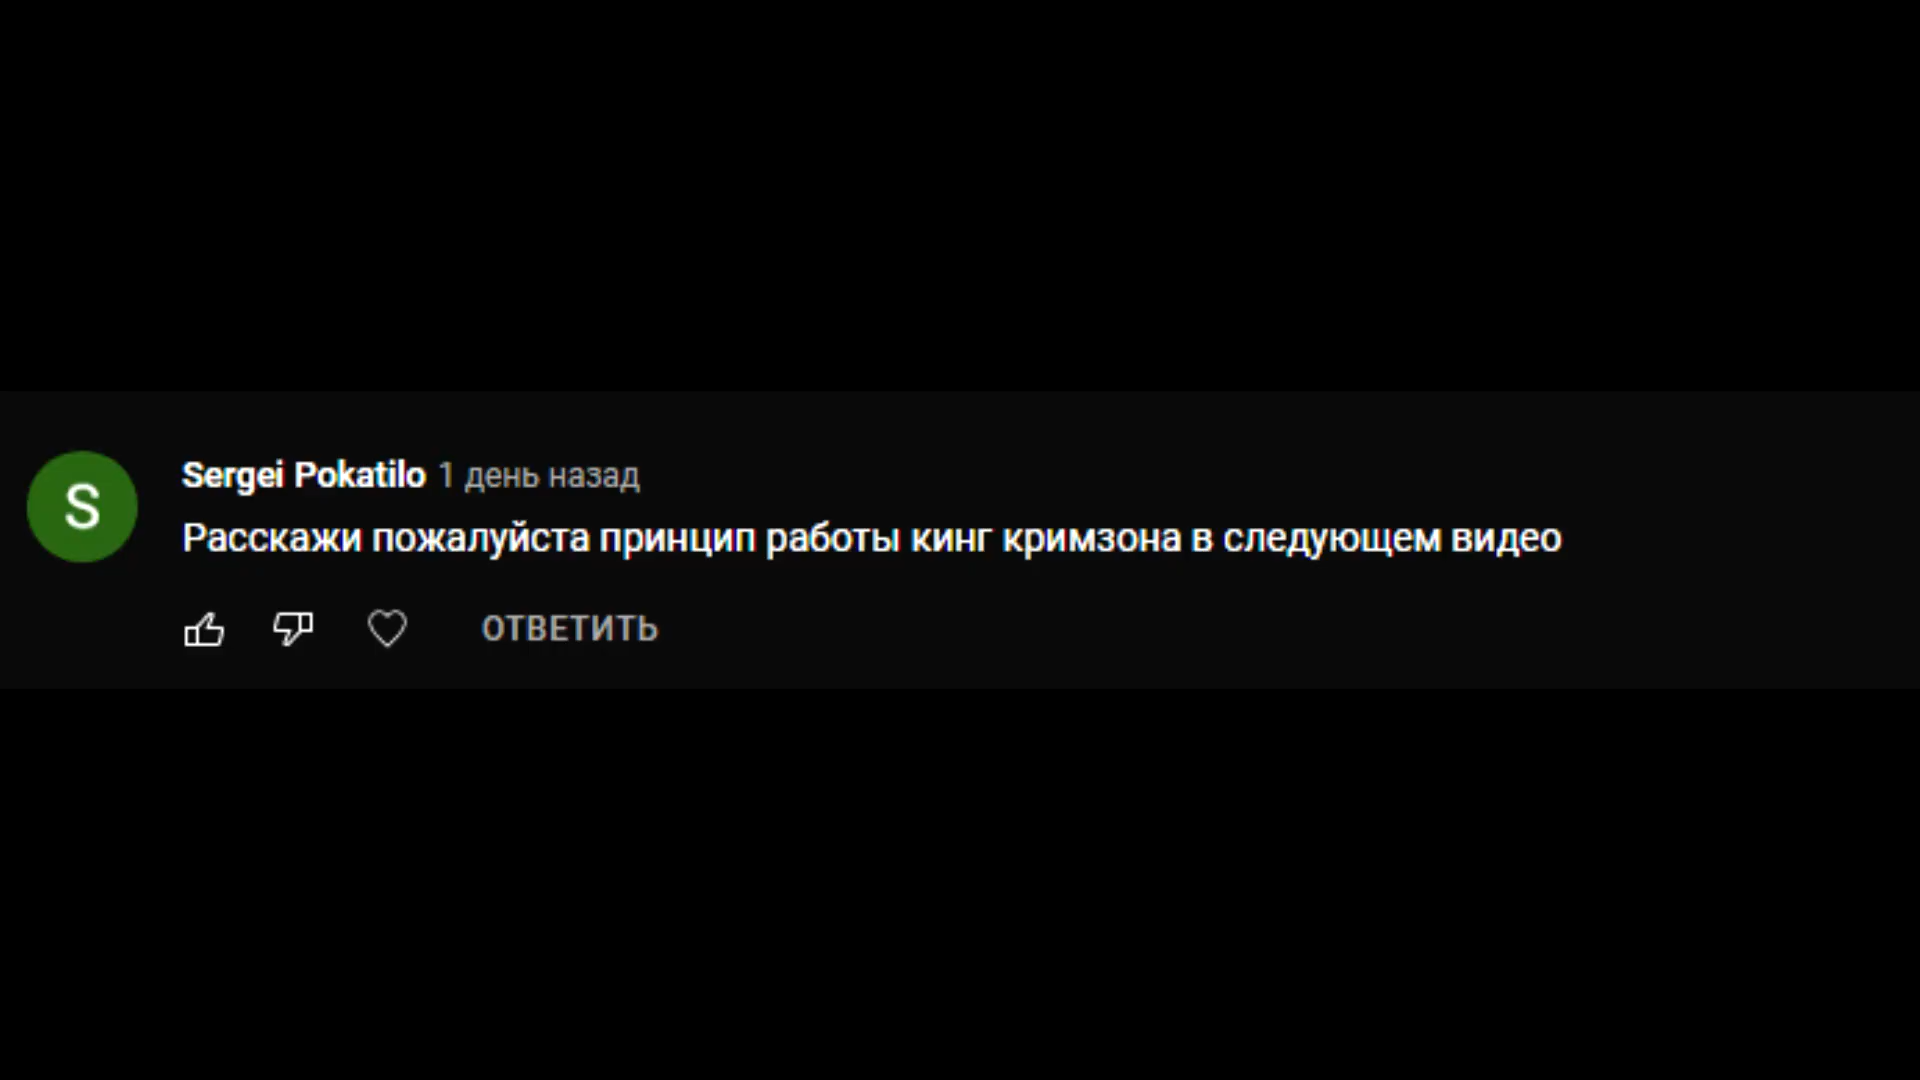 S
Sergei Pokatilo 1 день назад
Расскажи пожалуйста принцип работы кинг кримзона в следующем видео
ОТВЕТИТЬ